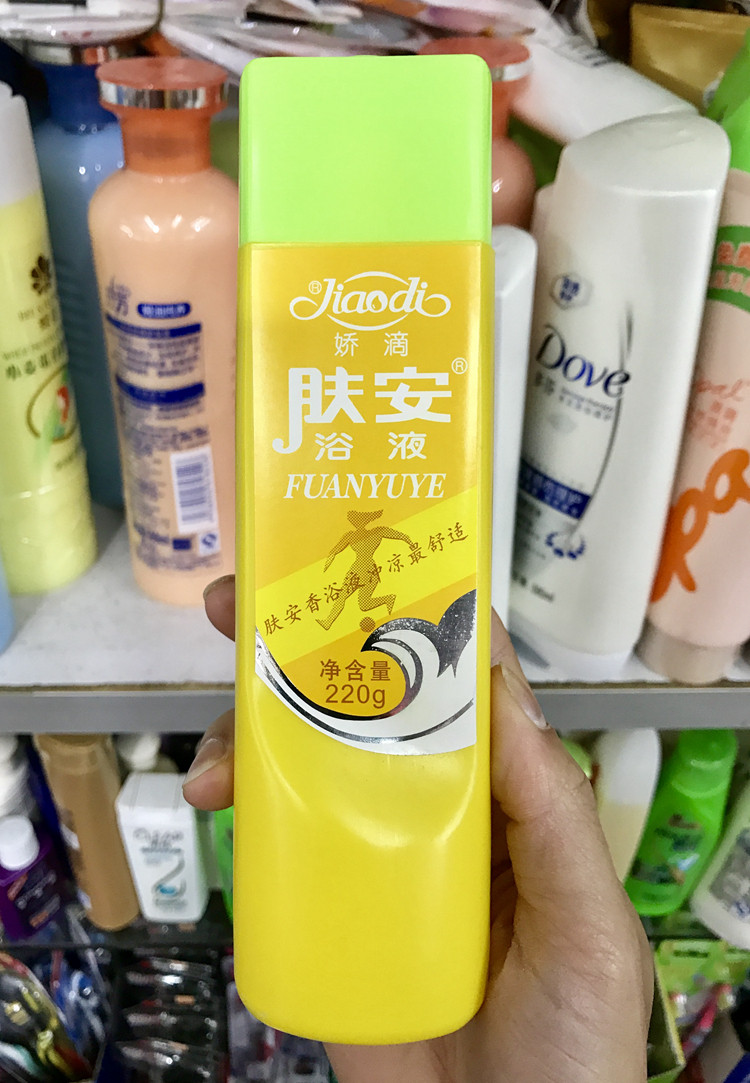 ®Jiaodi
娇滴
肤安®
浴液
FUANYUYE
肤安香浴液冲凉最舒适
净含量
220g
Dove